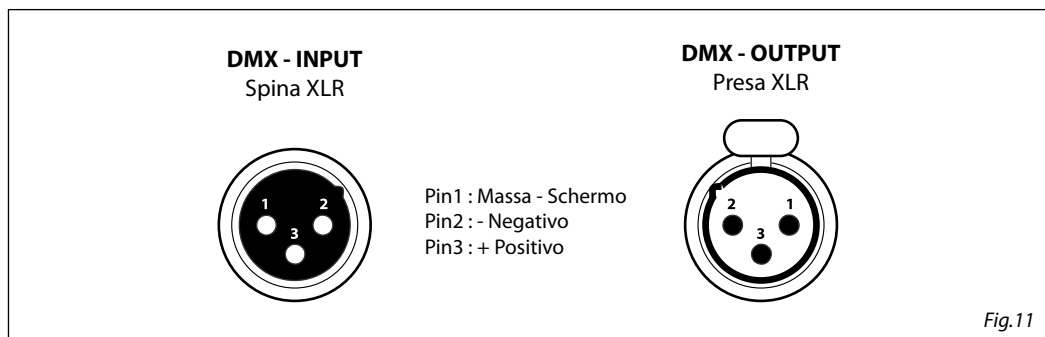 DMX - INPUT
Spina XLR
DMX - OUTPUT
Presa XLR
1
2
3
Pin1 : Massa - Schermo
Pin2 : - Negativo
Pin3 : + Positivo
2
1
3
Fig.11